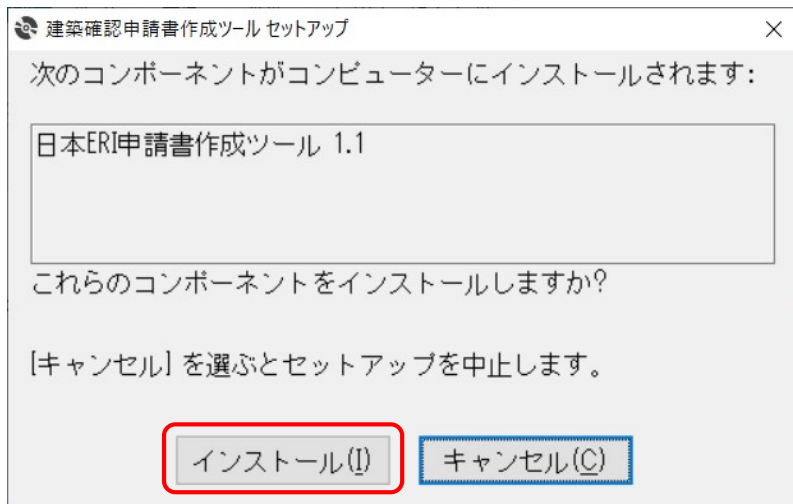 建築確認申請書作成ツール セットアップ
次のコンポーネントがコンピューターにインストールされます:
日本ERI申請書作成ツール 1.1
これらのコンポーネントをインストールしますか?
[キャンセル] を選ぶとセットアップを中止します。
インストール(I) キャンセル(C)